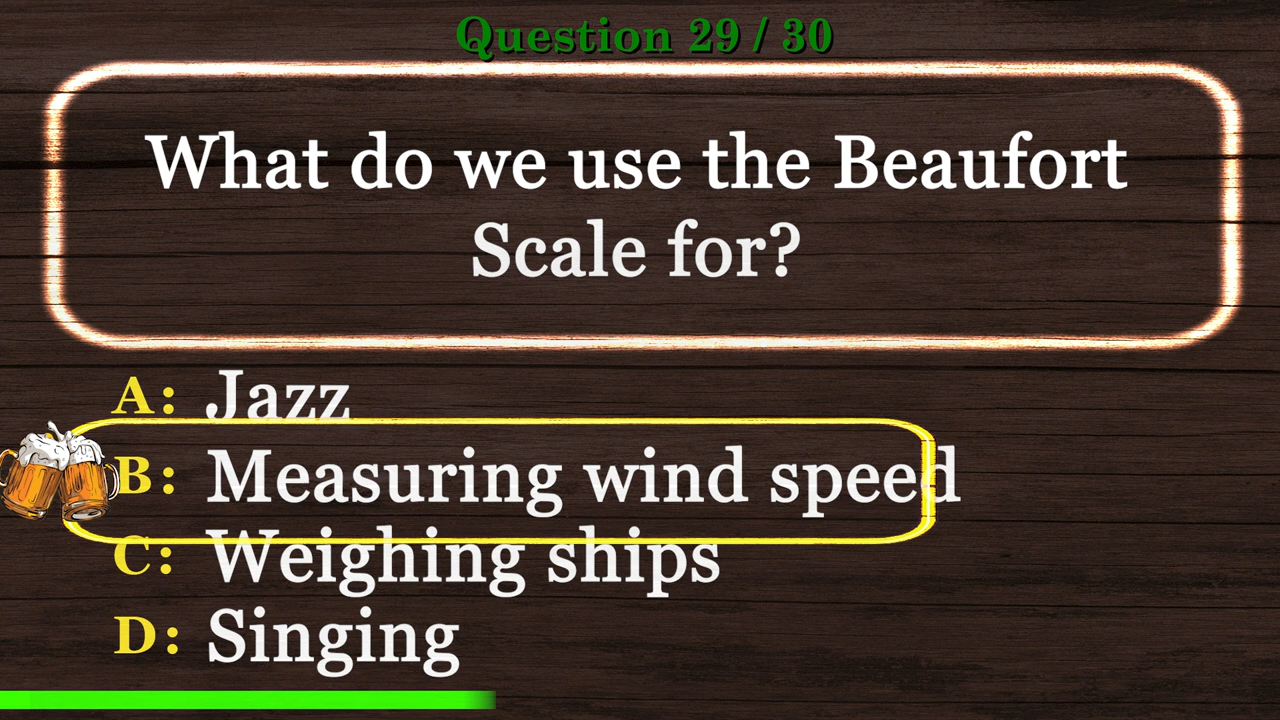 Question 29 / 30
What do we use the Beaufort
Scale for?
A: Jazz
B: Measuring wind speed
C: Weighing ships
D: Singing